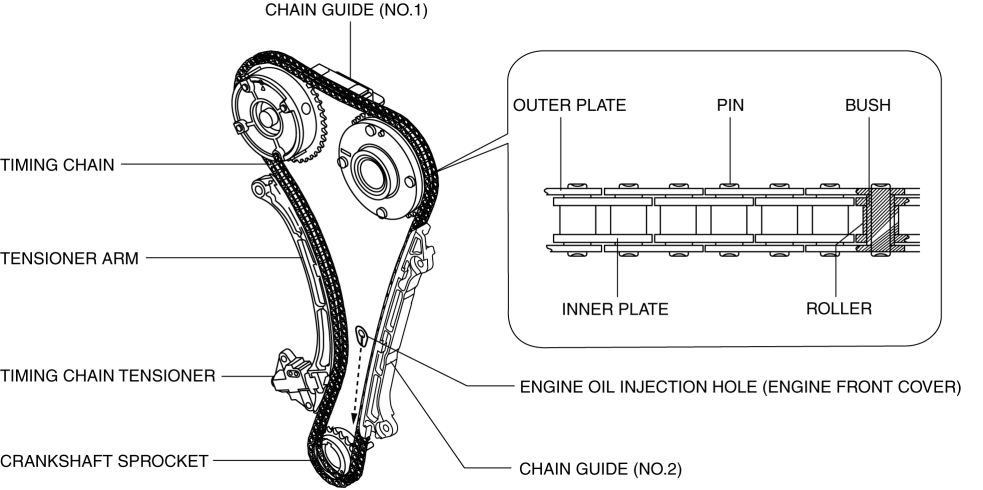 CHAIN GUIDE (NO.1)
OUTER PLATE
PIN
BUSH
TIMING CHAIN
TENSIONER ARM
INNER PLATE
ROLLER
TIMING CHAIN TENSIONER
ENGINE OIL INJECTION HOLE (ENGINE FRONT COVER)
CRANKSHAFT SPROCKET
CHAIN GUIDE (NO.2)